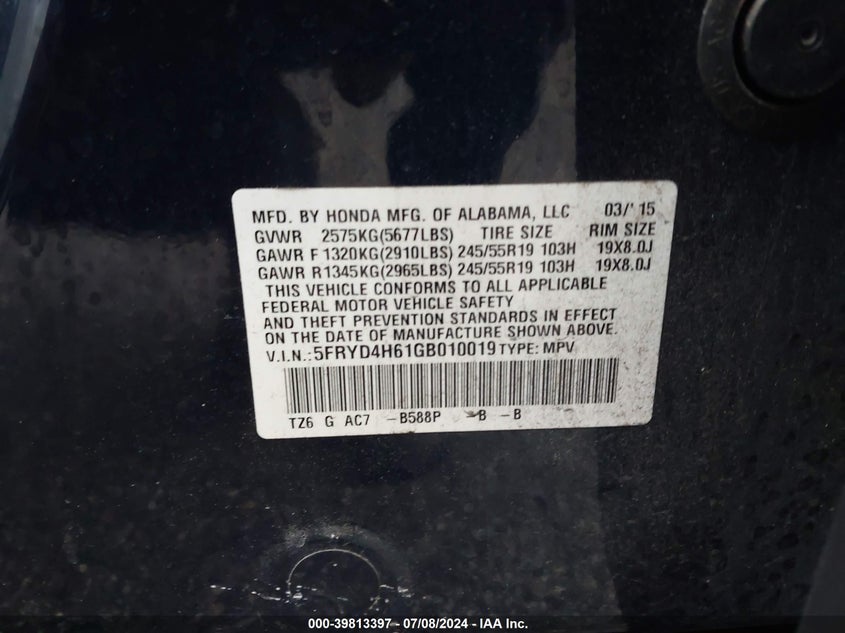 MFD. BY HONDA MFG. OF ALABAMA, LLC 03/'15
GVWR 2575KG(5677LBS) TIRE SIZE RIM SIZE
GAWR F 1320KG(2910LBS) 245/55R19 103H 19X8.0J
GAWR R1345KG(2965LBS) 245/55R19 103H 19X8.0J
THIS VEHICLE CONFORMS TO ALL APPLICABLE
FEDERAL MOTOR VEHICLE SAFETY
AND THEFT PREVENTION STANDARDS IN EFFECT
ON THE DATE OF MANUFACTURE SHOWN ABOVE.
V.I.N.:5FRYD4H61GB010019 TYPE: MPV
TZ6 G AC7 -B588P -B -B
000-39813397 - 07/08/2024 - IAA Inc.